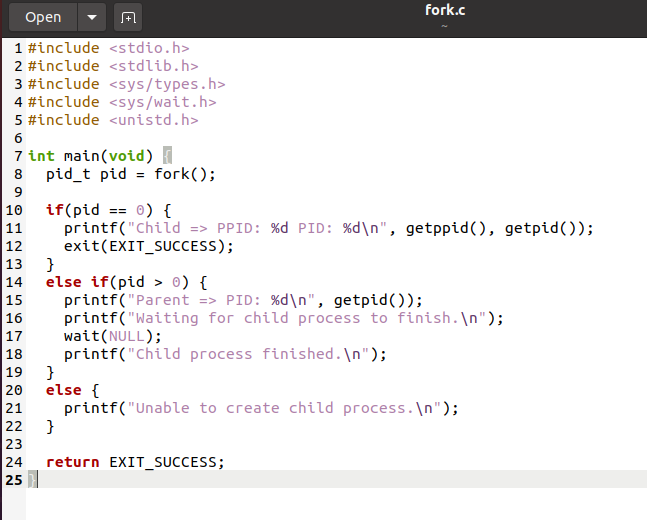 Open
fork.c
~
1 #include <stdio.h>
2 #include <stdlib.h>
3 #include <sys/types.h>
4 #include <sys/wait.h>
5 #include <unistd.h>
6
7 int main(void) {
8   pid_t pid = fork();
9
10   if(pid == 0) {
11     printf("Child => PPID: %d PID: %d\n", getppid(), getpid());
12     exit(EXIT_SUCCESS);
13   }
14   else if(pid > 0) {
15     printf("Parent => PID: %d\n", getpid());
16     printf("Waiting for child process to finish.\n");
17     wait(NULL);
18     printf("Child process finished.\n");
19   }
20   else {
21     printf("Unable to create child process.\n");
22   }
23
24   return EXIT_SUCCESS;
25 }